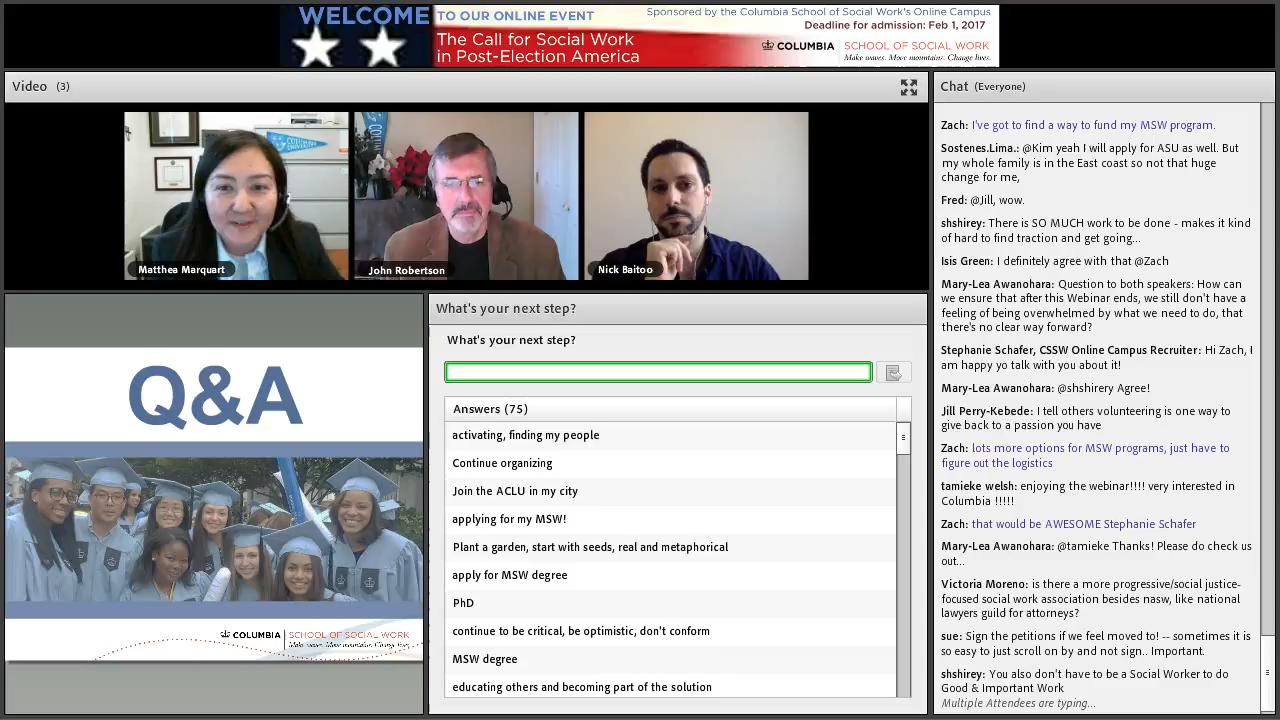 WELCOME TO OUR ONLINE EVENT
The Call for Social Work
in Post-Election America
Sponsored by the Columbia School of Social Work's Online Campus
Deadline for admission: Feb 1, 2017
COLUMBIA SCHOOL OF SOCIAL WORK
Make waves. Move mountains. Change lives.
Video (3)
COLUMBIA
Matthea Marquart
John Robertson
Nick Baitoo
Q&A
COLUMBIA SCHOOL OF SOCIAL WORK
Make waves. Move mountains. Change lives.
What's your next step?
What's your next step?
Answers (75)
activating, finding my people
Continue organizing
Join the ACLU in my city
applying for my MSW!
Plant a garden, start with seeds, real and metaphorical
apply for MSW degree
PhD
continue to be critical, be optimistic, don't conform
MSW degree
educating others and becoming part of the solution
Chat (Everyone)
Zach: I've got to find a way to fund my MSW program.
Sostenes.Lima.: @Kim yeah I will apply for ASU as well. But
my whole family is in the East coast so not that huge
change for me,
Fred: @Jill, wow.
shshirey: There is SO MUCH work to be done - makes it kind
of hard to find traction and get going...
Isis Green: I definitely agree with that @Zach
Mary-Lea Awanohara: Question to both speakers: How can
we ensure that after this Webinar ends, we still don't have a
feeling of being overwhelmed by what we need to do, that
there's no clear way forward?
Stephanie Schafer, CSSW Online Campus Recruiter: Hi Zach, I
am happy yo talk with you about it!
Mary-Lea Awanohara: @shshirery Agree!
Jill Perry-Kebede: I tell others volunteering is one way to
give back to a passion you have
Zach: lots more options for MSW programs, just have to
figure out the logistics
tamieke welsh: enjoying the webinar!!!! very interested in
Columbia !!!!!
Zach: that would be AWESOME Stephanie Schafer
Mary-Lea Awanohara: @tamieke Thanks! Please do check us
out...
Victoria Moreno: is there a more progressive/social justice-
focused social work association besides nasw, like national
lawyers guild for attorneys?
sue: Sign the petitions if we feel moved to! -- sometimes it is
so easy to just scroll on by and not sign.. Important.
shshirey: You also don't have to be a Social Worker to do
Good & Important Work
Multiple Attendees are typing...